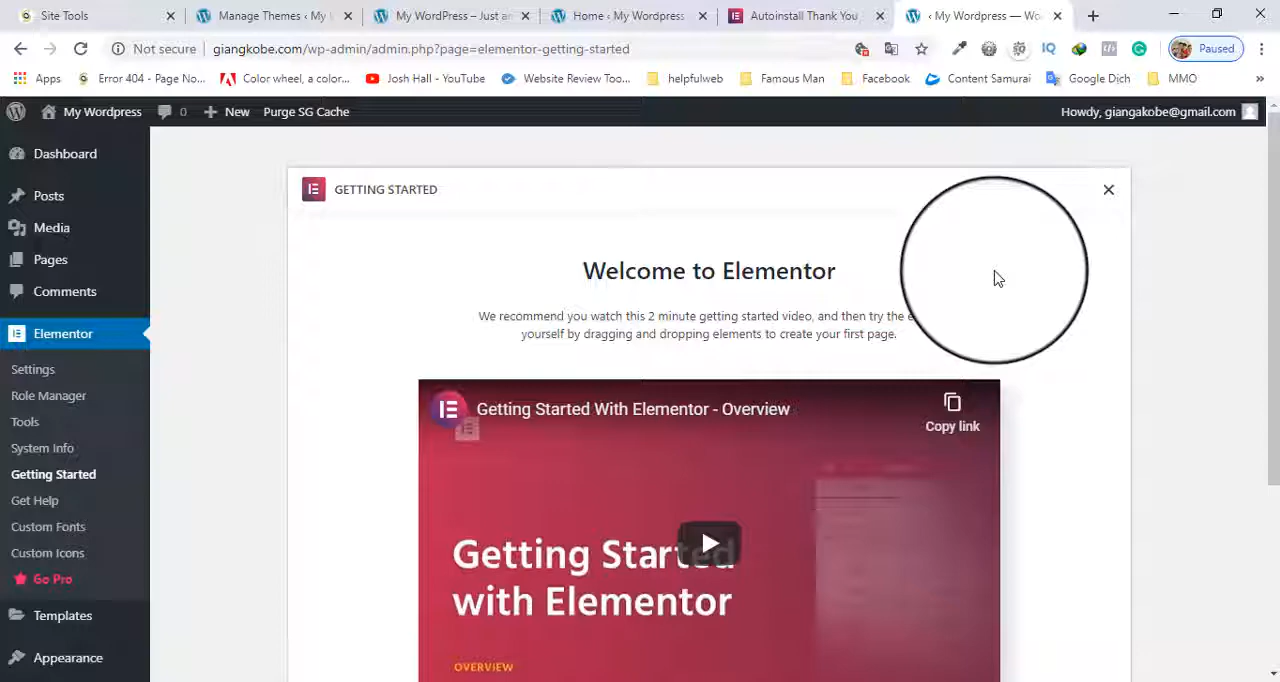 Site Tools
Manage Themes ‹ My
My WordPress – Just an
Home ‹ My Wordpress
Autoinstall Thank You
‹ My Wordpress — Wo
Not secure
giangkobe.com/wp-admin/admin.php?page=elementor-getting-started
IQ
Paused
Apps
Error 404 - Page No...
Color wheel, a color...
Josh Hall - YouTube
Website Review Too...
helpfulweb
Famous Man
Facebook
Content Samurai
Google Dịch
MMO
»
My Wordpress
0
New
Purge SG Cache
Howdy, giangakobe@gmail.com
Dashboard
Posts
Media
Pages
Comments
Elementor
Settings
Role Manager
Tools
System Info
Getting Started
Get Help
Custom Fonts
Custom Icons
Go Pro
Templates
Appearance
GETTING STARTED
Welcome to Elementor
We recommend you watch this 2 minute getting started video, and then try the
yourself by dragging and dropping elements to create your first page.
Getting Started With Elementor - Overview
Copy link
Getting Started
with Elementor
OVERVIEW